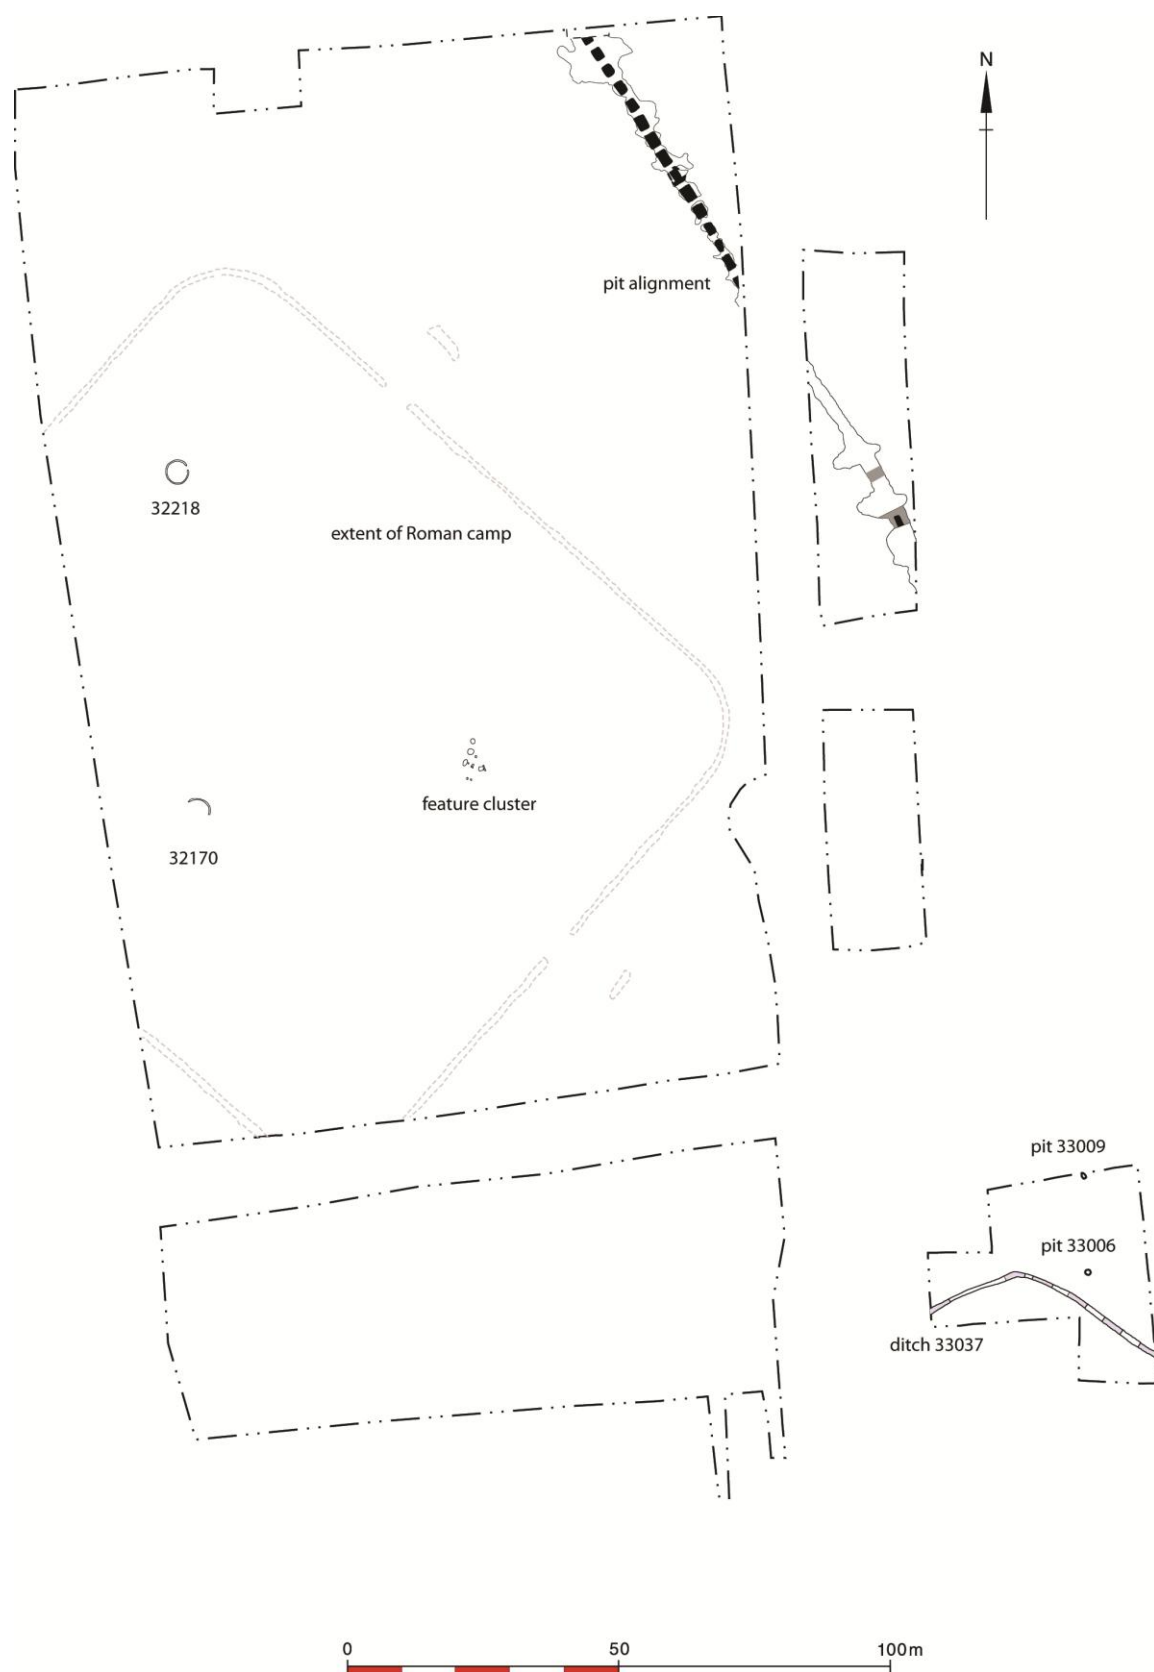 N
pit alignment
32218
extent of Roman camp
feature cluster
32170
pit 33009
pit 33006
ditch 33037
0 50 100m